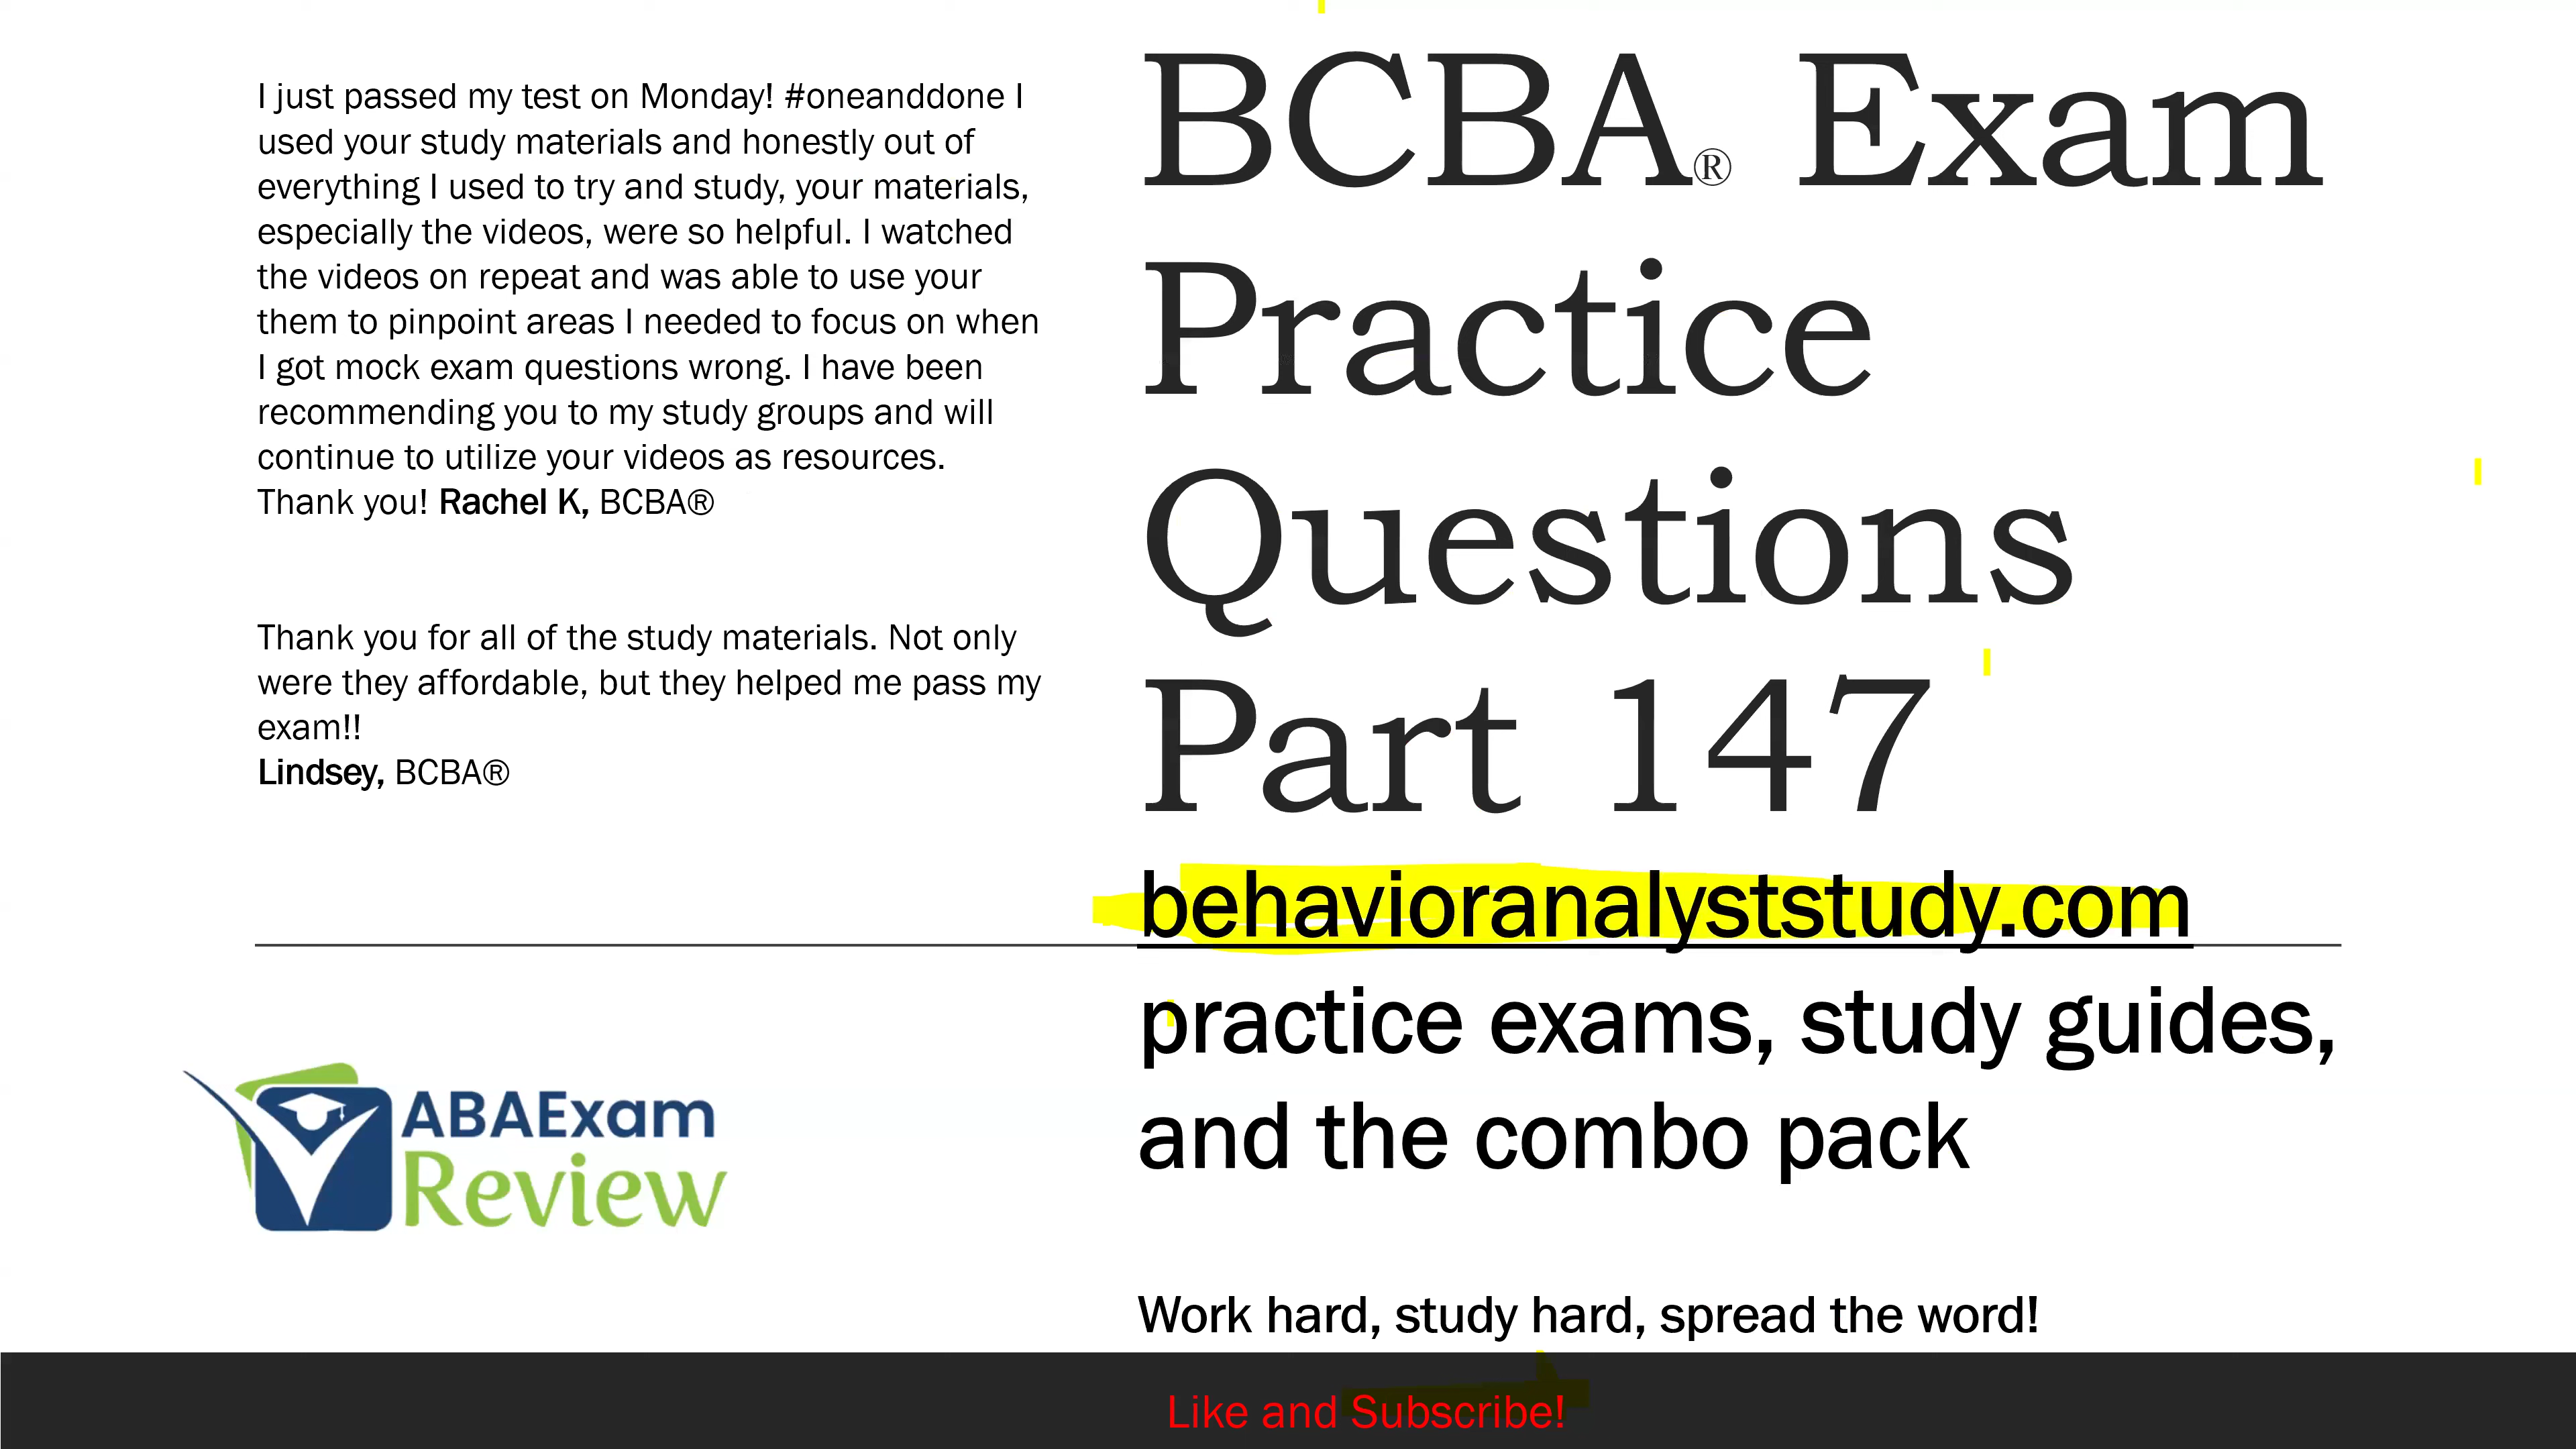 I just passed my test on Monday! #oneanddone I
used your study materials and honestly out of
everything I used to try and study, your materials,
especially the videos, were so helpful. I watched
the videos on repeat and was able to use your
them to pinpoint areas I needed to focus on when
I got mock exam questions wrong. I have been
recommending you to my study groups and will
continue to utilize your videos as resources.
Thank you! Rachel K, BCBA®
Thank you for all of the study materials. Not only
were they affordable, but they helped me pass my
exam!!
Lindsey, BCBA®
ABAExam
Review
BCBA® Exam
Practice
Questions
Part 147
behavioranalyststudy.com
practice exams, study guides,
and the combo pack
Work hard, study hard, spread the word!
Like and Subscribe!